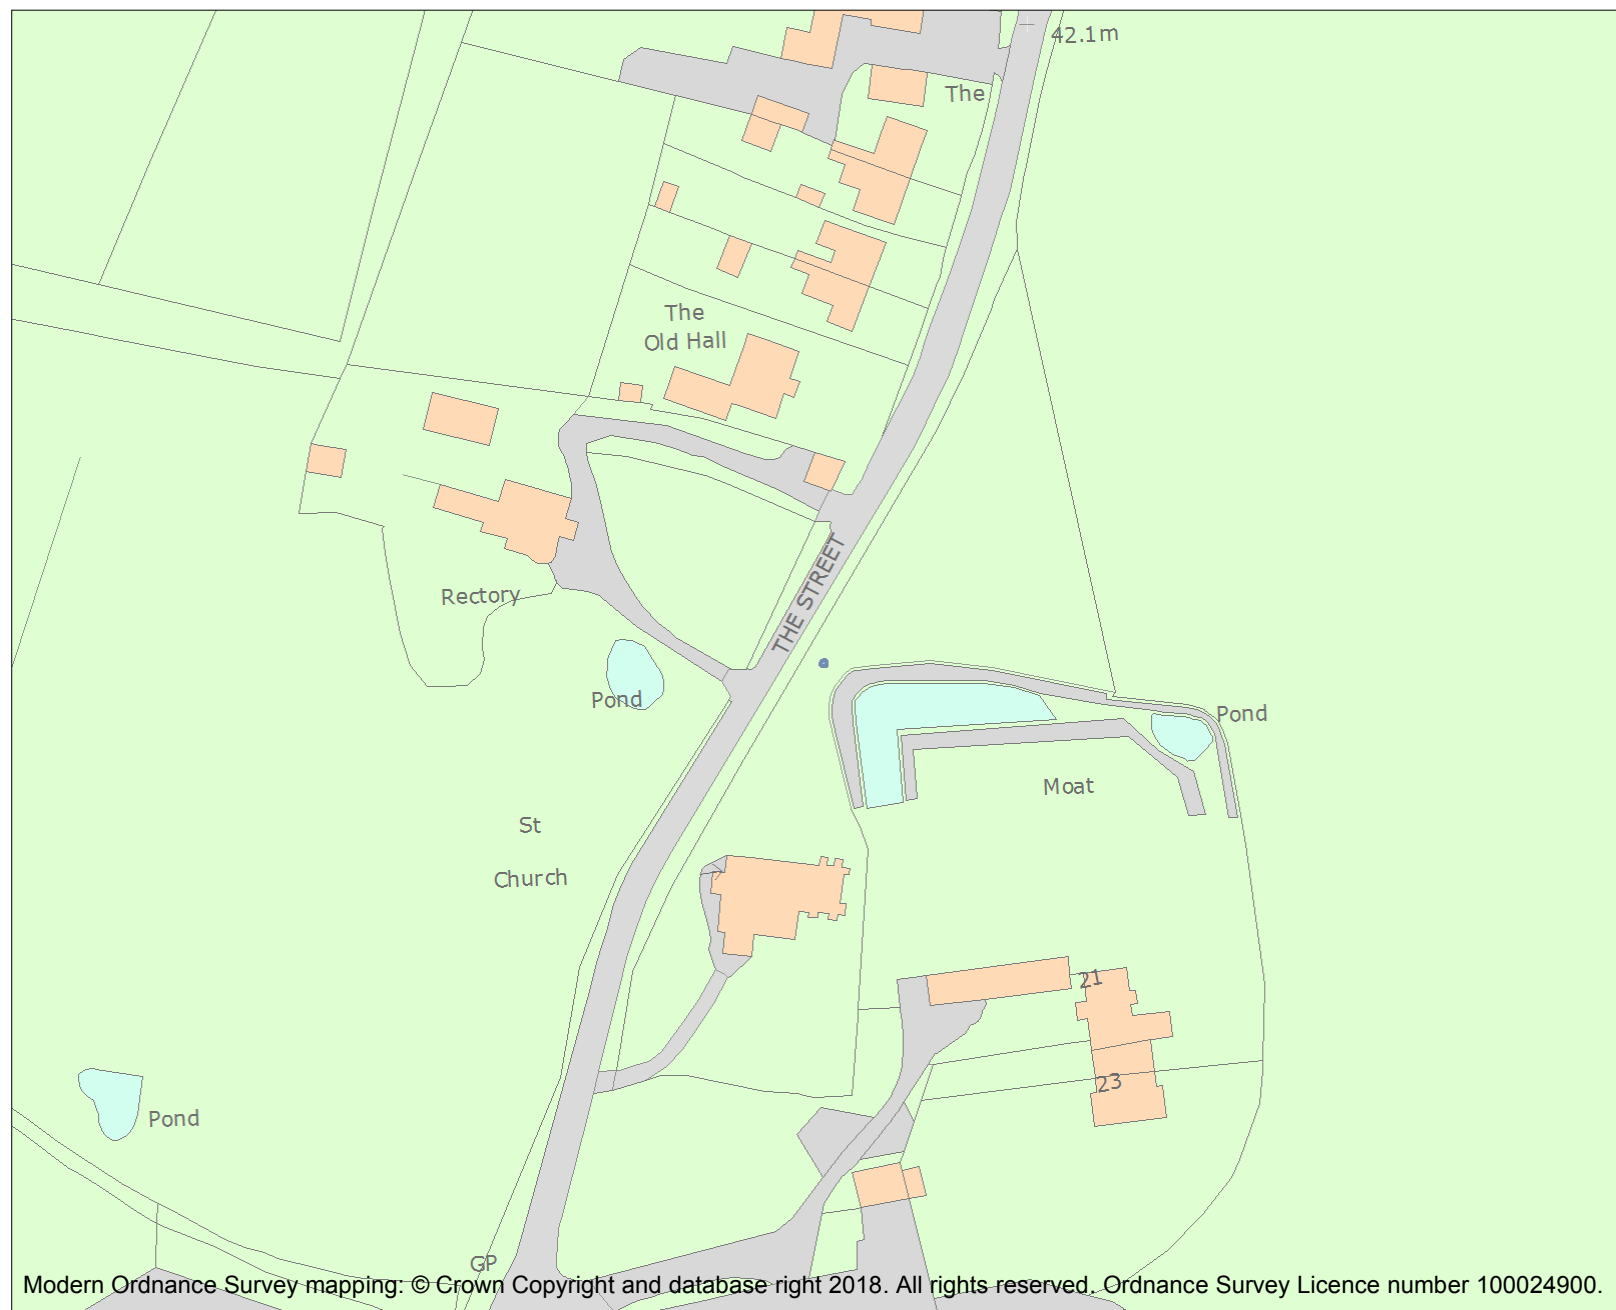 42.1m
The
The
Old Hall
Rectory
THE STREET
Pond
Pond
Moat
St
Church
21
23
Pond
GP
Modern Ordnance Survey mapping: © Crown Copyright and database right 2018. All rights reserved. Ordnance Survey Licence number 100024900.